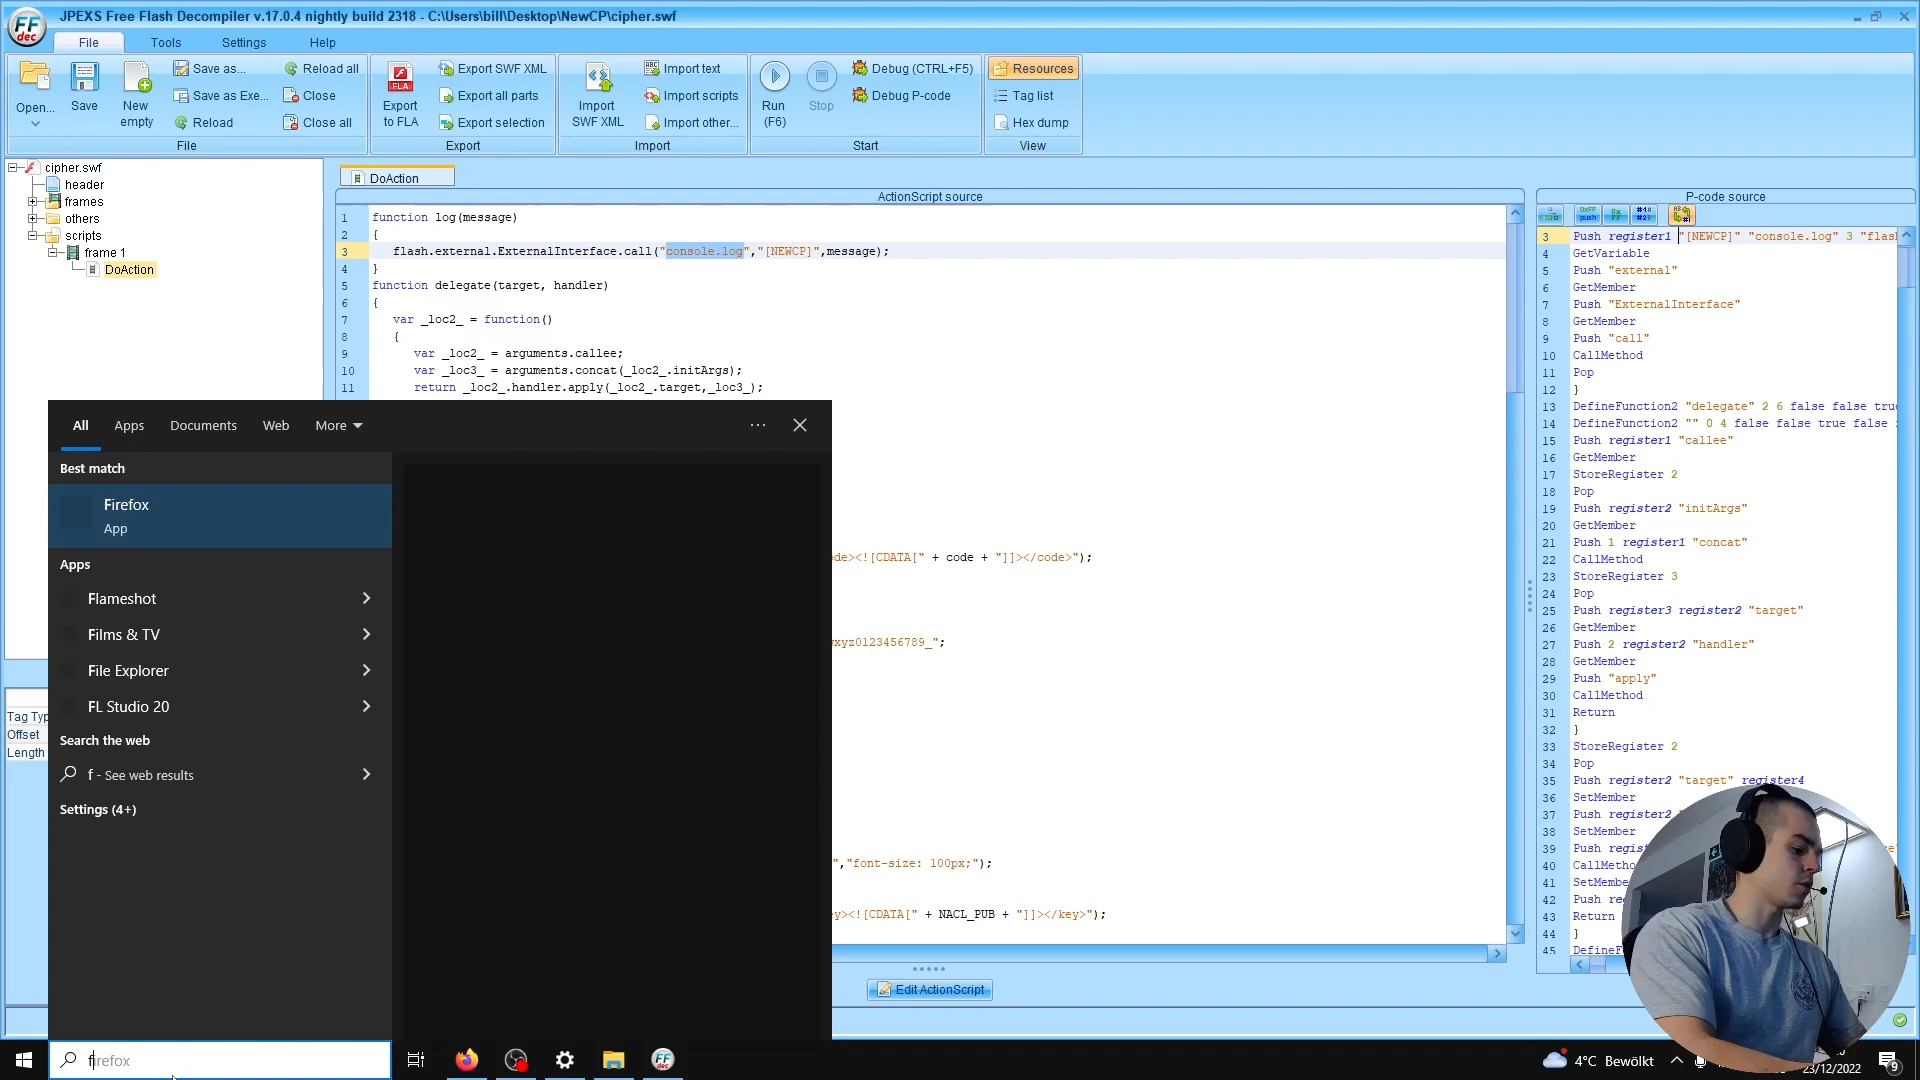 FF dec
JPEXS Free Flash Decompiler v.17.0.4 nightly build 2318 - C:\Users\bill\Desktop\NewCP\cipher.swf
File Tools Settings Help
Open... Save New empty Save as... Save as Exe... Reload Reload all Close Close all
File
Export to FLA Export SWF XML Export all parts Export selection
Export
Import SWF XML Import text Import scripts Import other...
Import
Run (F6) Stop Debug (CTRL+F5) Debug P-code
Start
Resources Tag list Hex dump
View
cipher.swf
header
frames
others
scripts
frame 1
DoAction
Tag Typ
Offset
Length
DoAction
ActionScript source
1 function log(message)
2 {
3 flash.external.ExternalInterface.call("console.log","[NEWCP]",message);
4 }
5 function delegate(target, handler)
6 {
7 var _loc2_ = function()
8 {
9 var _loc2_ = arguments.callee;
10 var _loc3_ = arguments.concat(_loc2_.initArgs);
11 return _loc2_.handler.apply(_loc2_.target,_loc3_);
de><![CDATA[" + code + "]]></code>");
xyz0123456789_";
","font-size: 100px;");
y><![CDATA[" + NACL_PUB + "]]></key>");
Edit ActionScript
P-code source
3 Push register1 "[NEWCP]" "console.log" 3 "flas
4 GetVariable
5 Push "external"
6 GetMember
7 Push "ExternalInterface"
8 GetMember
9 Push "call"
10 CallMethod
11 Pop
12 }
13 DefineFunction2 "delegate" 2 6 false false true
14 DefineFunction2 "" 0 4 false false true false
15 Push register1 "callee"
16 GetMember
17 StoreRegister 2
18 Pop
19 Push register2 "initArgs"
20 GetMember
21 Push 1 register1 "concat"
22 CallMethod
23 StoreRegister 3
24 Pop
25 Push register3 register2 "target"
26 GetMember
27 Push 2 register2 "handler"
28 GetMember
29 Push "apply"
30 CallMethod
31 Return
32 }
33 StoreRegister 2
34 Pop
35 Push register2 "target" register4
36 SetMember
37 Push register2
38 SetMember
39 Push regis
40 CallMetho
41 SetMembe
42 Push re
43 Return
44 }
45 DefineF
All Apps Documents Web More
Best match
Firefox
App
Apps
Flameshot
Films & TV
File Explorer
FL Studio 20
Search the web
f - See web results
Settings (4+)
firefox
FF dec
4°C Bewölkt
23/12/2022
9